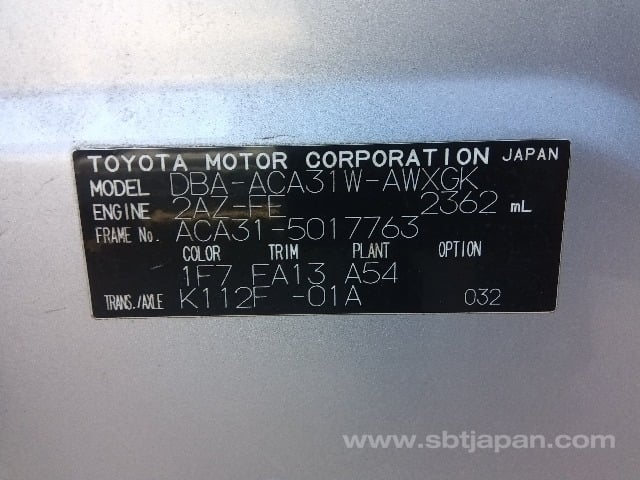 TOYOTA MOTOR CORPORATION JAPAN
MODEL DBA-ACA31W-AWXGK
ENGINE 2AZ-FE 2362 mL
FRAME No. ACA31-5017763
COLOR TRIM PLANT OPTION
1F7 FA13 A54
TRANS./AXLE K112F -01A 032
www.sbtjapan.com/